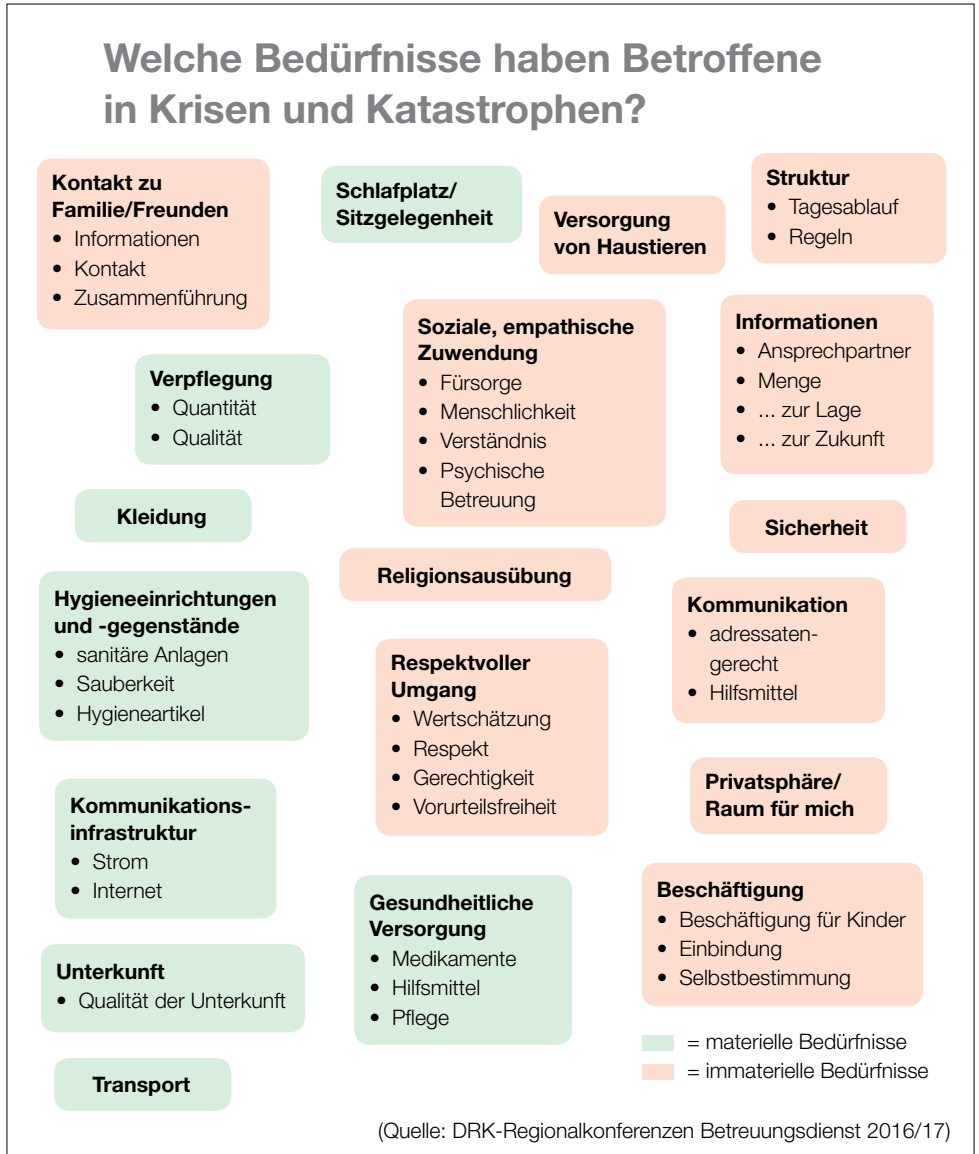 Welche Bedürfnisse haben Betroffene
in Krisen und Katastrophen?
Kontakt zu
Familie/Freunden
• Informationen
• Kontakt
• Zusammenführung
Schlafplatz/
Sitzgelegenheit
Versorgung
von Haustieren
Struktur
• Tagesablauf
• Regeln
Verpflegung
• Quantität
• Qualität
Soziale, empathische
Zuwendung
• Fürsorge
• Menschlichkeit
• Verständnis
• Psychische
Betreuung
Informationen
• Ansprechpartner
• Menge
• ... zur Lage
• ... zur Zukunft
Kleidung
Sicherheit
Religionsausübung
Hygieneeinrichtungen
und -gegenstände
• sanitäre Anlagen
• Sauberkeit
• Hygieneartikel
Respektvoller
Umgang
• Wertschätzung
• Respekt
• Gerechtigkeit
• Vorurteilsfreiheit
Kommunikation
• adressaten-
gerecht
• Hilfsmittel
Privatsphäre/
Raum für mich
Kommunikations-
infrastruktur
• Strom
• Internet
Gesundheitliche
Versorgung
• Medikamente
• Hilfsmittel
• Pflege
Beschäftigung
• Beschäftigung für Kinder
• Einbindung
• Selbstbestimmung
Unterkunft
• Qualität der Unterkunft
Transport
= materielle Bedürfnisse
= immaterielle Bedürfnisse
(Quelle: DRK-Regionalkonferenzen Betreuungsdienst 2016/17)